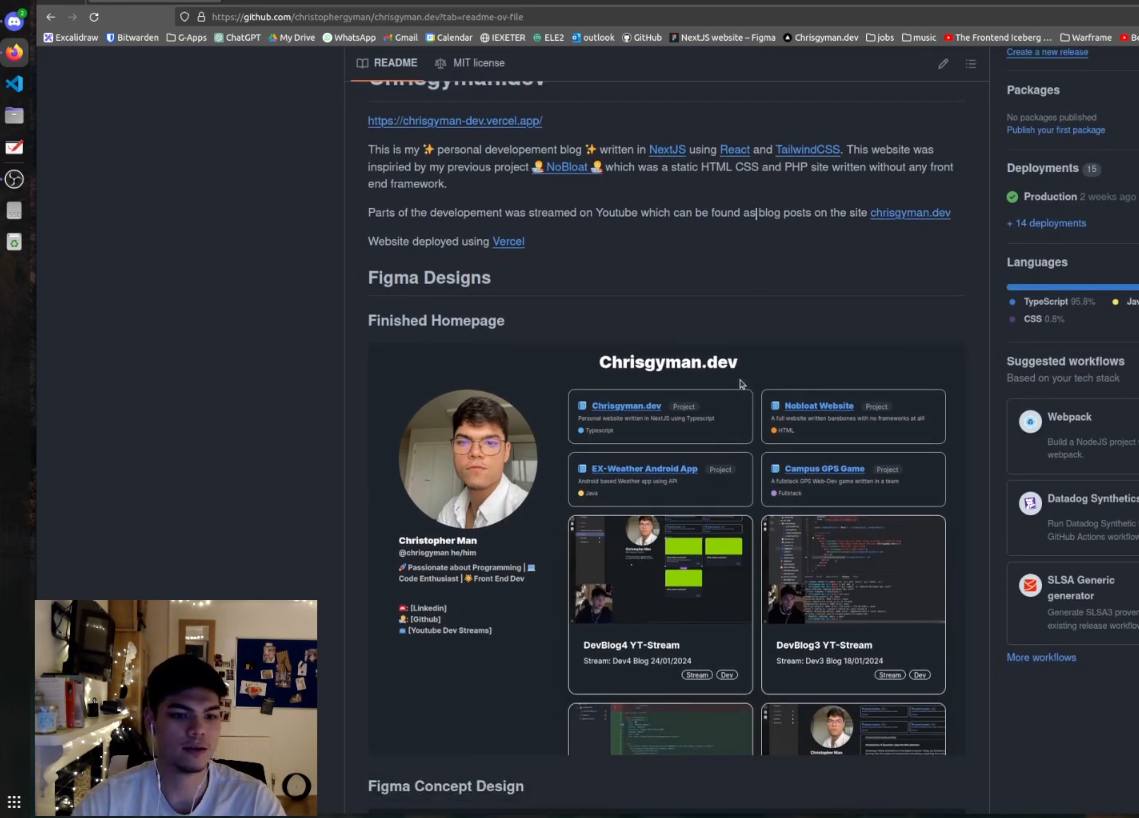 2
https://github.com/christophergyman/chrisgyman.dev?tab=readme-ov-file
Excalidraw Bitwarden G-Apps ChatGPT My Drive WhatsApp Gmail Calendar IEXETER ELE2 outlook GitHub NextJS website – Figma Chrisgyman.dev jobs music The Frontend Iceberg ... Warframe Be
README MIT license
Create a new release
Chrisgyman.dev
Packages
No packages published
Publish your first package
https://chrisgyman-dev.vercel.app/
This is my ✨ personal developement blog ✨ written in NextJS using React and TailwindCSS. This website was
inspiried by my previous project NoBloat which was a static HTML CSS and PHP site written without any front
end framework.
Deployments 15
Production 2 weeks ago
+ 14 deployments
Parts of the developement was streamed on Youtube which can be found as blog posts on the site chrisgyman.dev
Website deployed using Vercel
Languages
TypeScript 95.8% Jav
CSS 0.8%
Figma Designs
Finished Homepage
Suggested workflows
Based on your tech stack
Webpack
Build a NodeJS project
webpack.
Datadog Synthetics
Run Datadog Synthetic
GitHub Actions workflow
SLSA Generic
generator
Generate SLSA3 prover
existing release workflow
More workflows
Chrisgyman.dev
Chrisgyman.dev Project
Personal website written in NextJS using Typescript
Typescript
Nobloat Website Project
A full website written barebones with no frameworks at all!
HTML
EX-Weather Android App Project
Android based Weather app using API
Java
Campus GPS Game Project
A fullstack GPS Web-Dev game written in a team
Fullstack
Christopher Man
@chrisgyman he/him
🚀 Passionate about Programming | 💻
Code Enthusiast | 🌟 Front End Dev
[Linkedin]
[Github]
[Youtube Dev Streams]
DevBlog4 YT-Stream
Stream: Dev4 Blog 24/01/2024
Stream Dev
DevBlog3 YT-Stream
Stream: Dev3 Blog 18/01/2024
Stream Dev
Christopher Man
Figma Concept Design